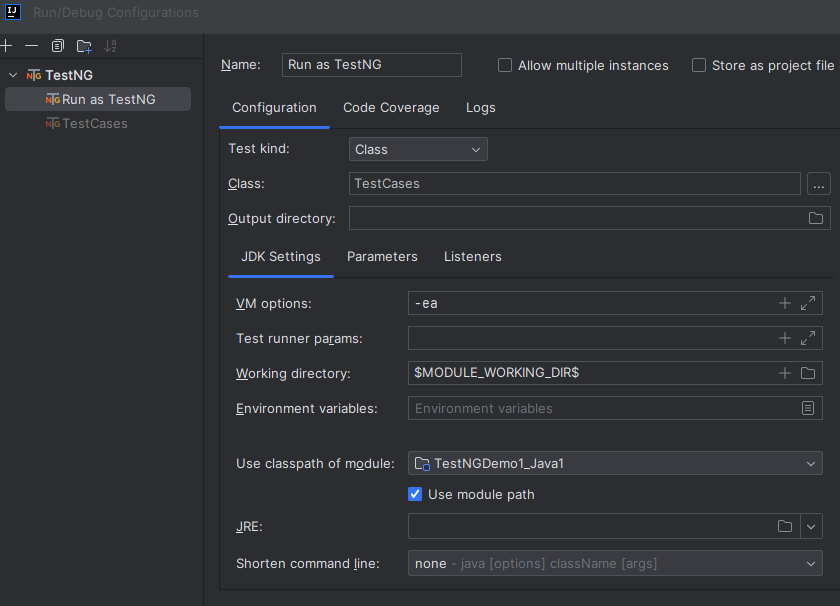 IJ Run/Debug Configurations
TestNG
Run as TestNG
TestCases
Name: Run as TestNG Allow multiple instances Store as project file
Configuration Code Coverage Logs
Test kind: Class
Class: TestCases ...
Output directory:
JDK Settings Parameters Listeners
VM options: -ea
Test runner params:
Working directory: $MODULE_WORKING_DIR$
Environment variables: Environment variables
Use classpath of module: TestNGDemo1_Java1
Use module path
JRE:
Shorten command line: none - java [options] className [args]